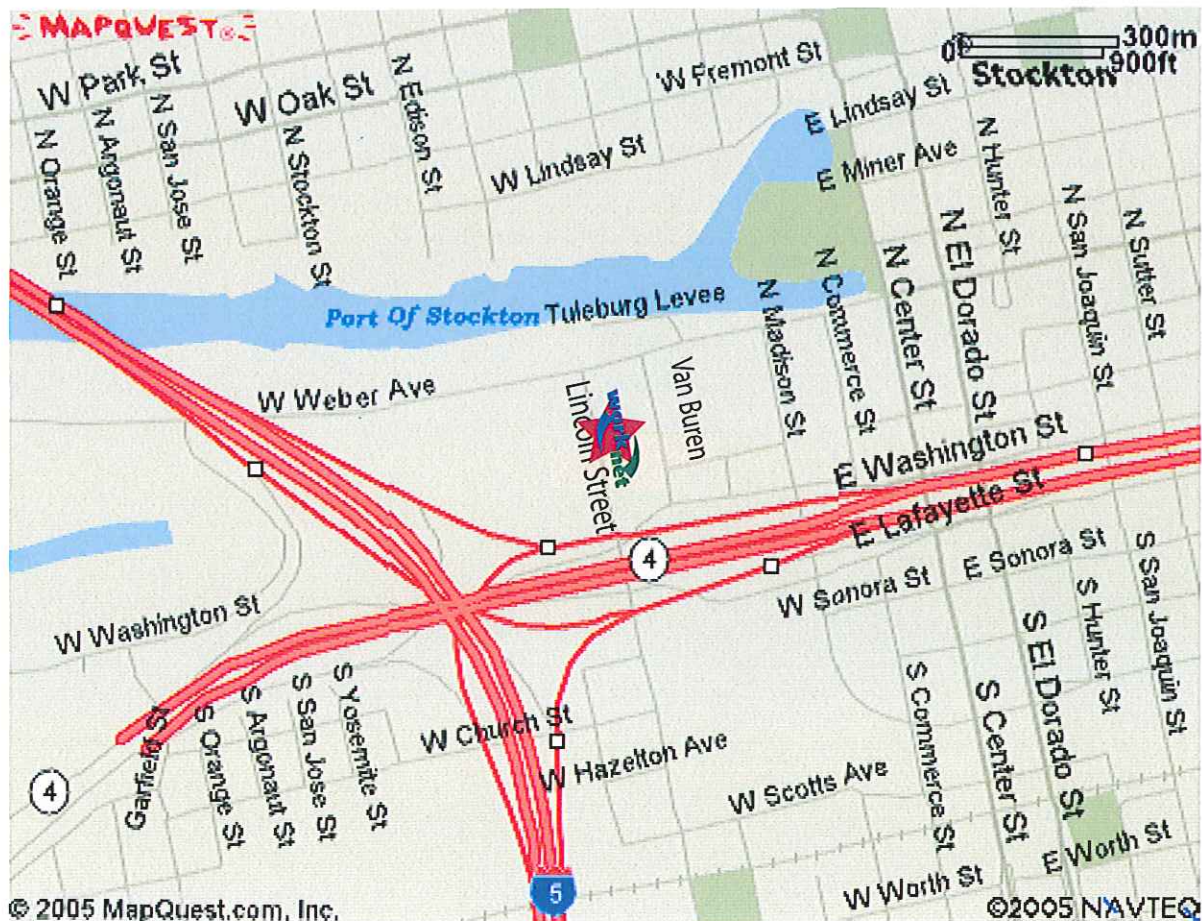 MAPQUEST®
0
300m
900ft
Stockton
W Park St
W Oak St
N Edison St
W Fremont St
E Lindsay St
N Orange St
N Argonaut St
N San Jose St
N Stockton St
W Lindsay St
E Miner Ave
N Hunter St
N San Joaquin St
N Sutter St
N El Dorado St
N Center St
N Commerce St
N Madison St
Port Of Stockton
Tuleburg Levee
W Weber Ave
Lincoln Street
work net
Van Buren
E Washington St
E Lafayette St
4
W Washington St
W Sonora St
E Sonora St
S San Joaquin St
S Hunter St
S El Dorado St
S Center St
S Commerce St
S Yosemite St
S San Jose St
S Argonaut St
S Orange St
Garfield St
4
W Church St
W Hazelton Ave
W Scotts Ave
E Worth St
W Worth St
5
© 2005 MapQuest.com, Inc.
©2005 NAVTEQ